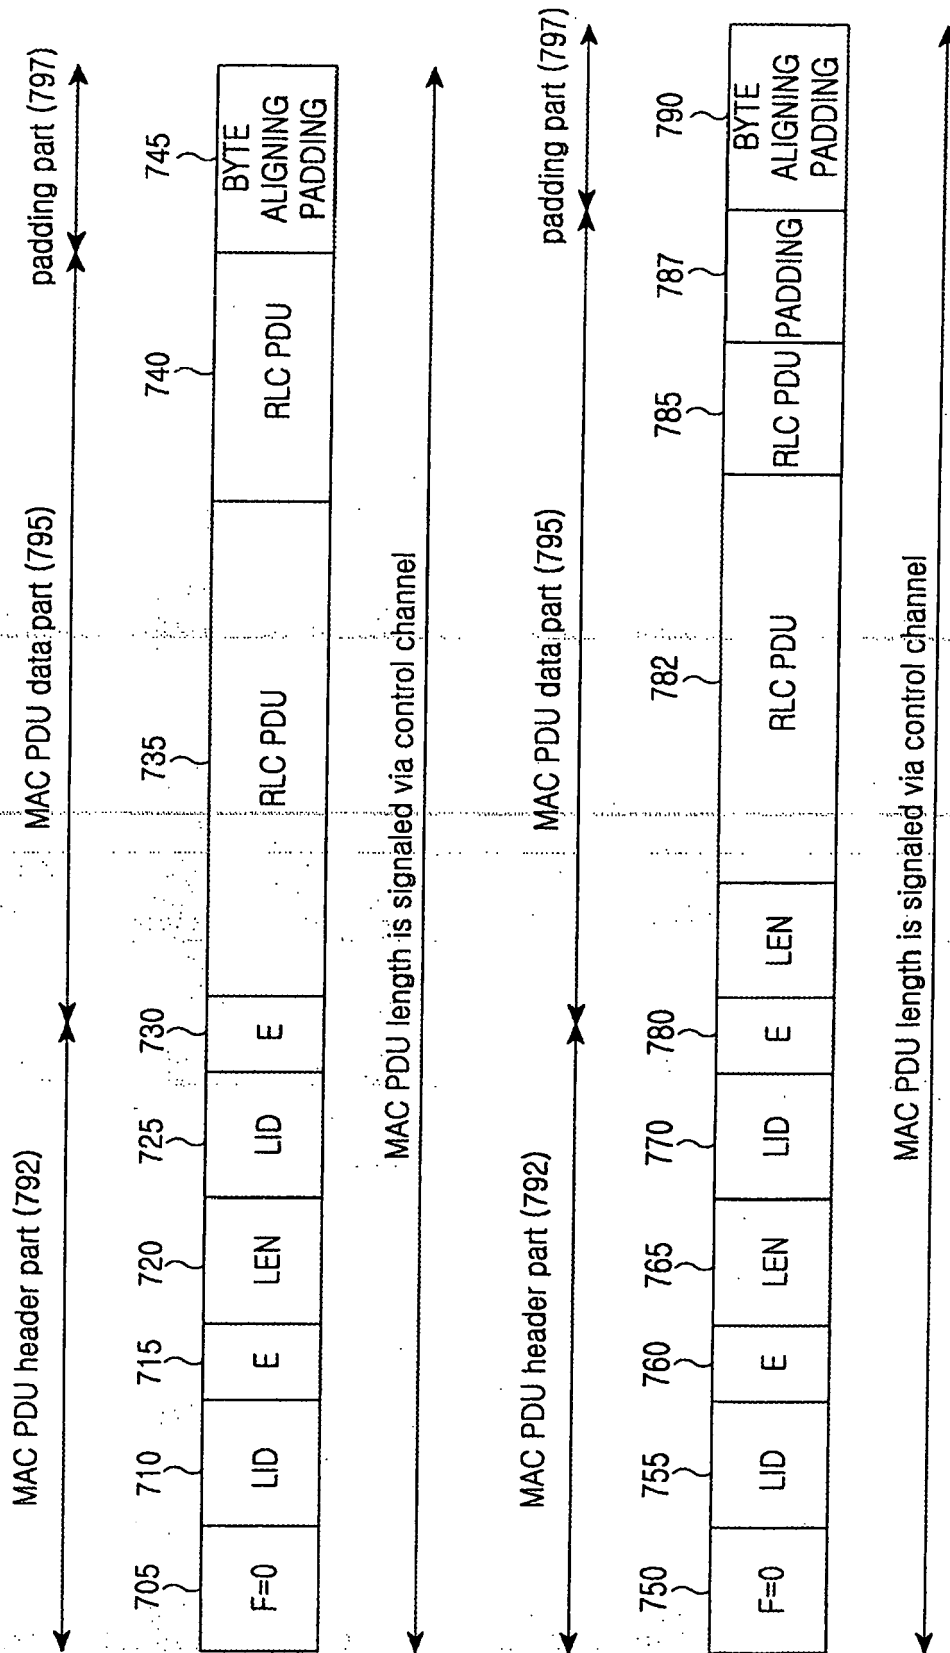 MAC PDU header part (792)
MAC PDU data part (795)
padding part (797)
705
710
715
720
725
730
735
740
745
F=0
LID
E
LEN
LID
E
RLC PDU
RLC PDU
BYTE
ALIGNING
PADDING
MAC PDU length is signaled via control channel
MAC PDU header part (792)
MAC PDU data part (795)
padding part (797)
750
755
760
765
770
780
782
785
787
790
F=0
LID
E
LEN
LID
E
LEN
RLC PDU
RLC PDU
PADDING
BYTE
ALIGNING
PADDING
MAC PDU length is signaled via control channel